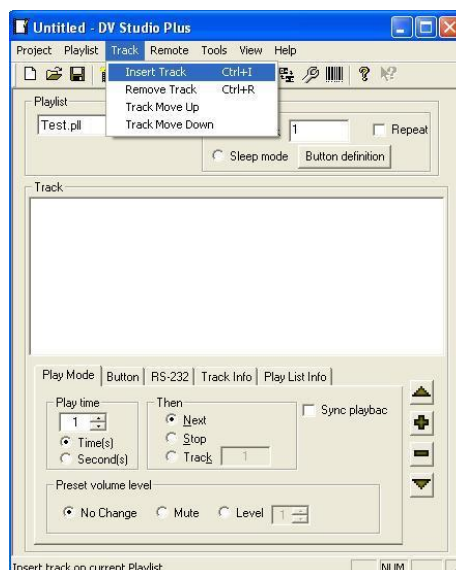 Untitled - DV Studio Plus
Project Playlist Track Remote Tools View Help
Insert Track Ctrl+I
Remove Track Ctrl+R
Track Move Up
Track Move Down
Playlist
Test.pll
1
Repeat
Sleep mode
Button definition
Track
Play Mode Button RS-232 Track Info Play List Info
Play time
1
Time(s)
Second(s)
Then
Next
Stop
Track 1
Sync playbac
Preset volume level
No Change Mute Level 1
Insert track on current Playlist
NUM